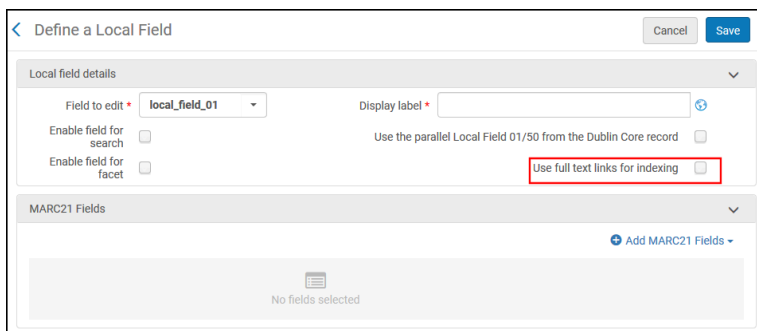 Define a Local Field
Cancel
Save
Local field details
Field to edit * local_field_01
Display label *
Enable field for search
Use the parallel Local Field 01/50 from the Dublin Core record
Enable field for facet
Use full text links for indexing
MARC21 Fields
Add MARC21 Fields
No fields selected